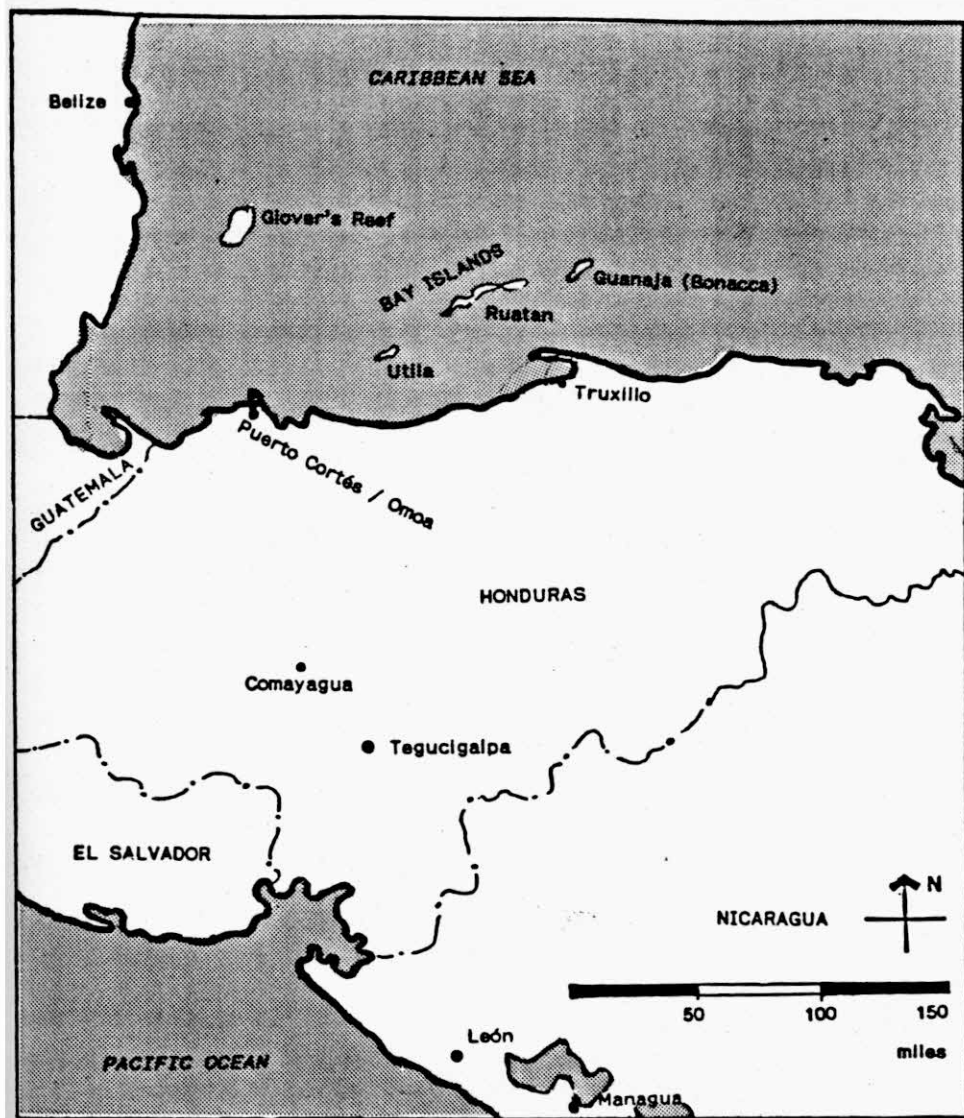 CARIBBEAN SEA
Belize
Glover's Reef
BAY ISLANDS
Guanaja (Bonacca)
Ruatan
Utila
Truxillo
Puerto Cortés / Omoa
GUATEMALA
HONDURAS
Comayagua
Tegucigalpa
EL SALVADOR
N
NICARAGUA
50 100 150
miles
León
PACIFIC OCEAN
Managua